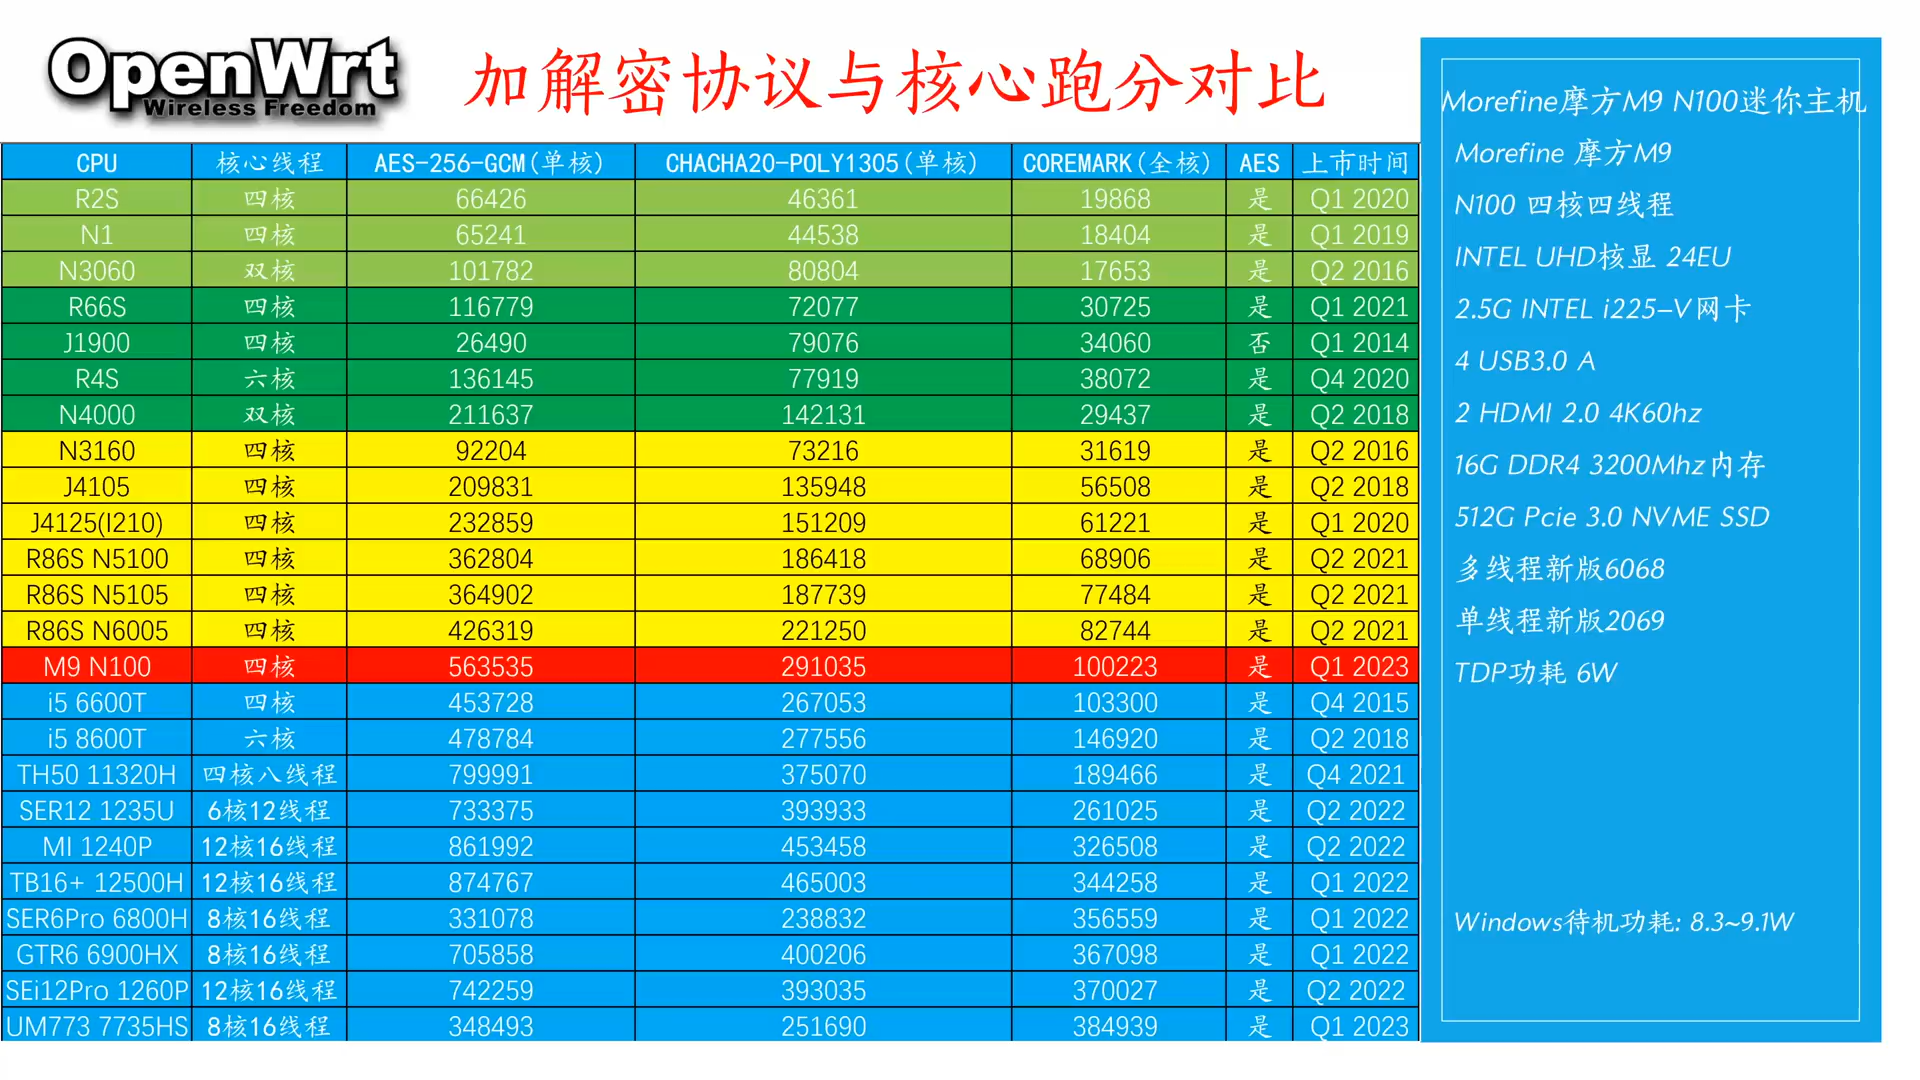 OpenWrt
Wireless Freedom
加解密协议与核心跑分对比
CPU 核心线程 AES-256-GCM(单核) CHACHA20-POLY1305(单核) COREMARK(全核) AES 上市时间
R2S 四核 66426 46361 19868 是 Q1 2020
N1 四核 65241 44538 18404 是 Q1 2019
N3060 双核 101782 80804 17653 是 Q2 2016
R66S 四核 116779 72077 30725 是 Q1 2021
J1900 四核 26490 79076 34060 否 Q1 2014
R4S 六核 136145 77919 38072 是 Q4 2020
N4000 双核 211637 142131 29437 是 Q2 2018
N3160 四核 92204 73216 31619 是 Q2 2016
J4105 四核 209831 135948 56508 是 Q2 2018
J4125(I210) 四核 232859 151209 61221 是 Q1 2020
R86S N5100 四核 362804 186418 68906 是 Q2 2021
R86S N5105 四核 364902 187739 77484 是 Q2 2021
R86S N6005 四核 426319 221250 82744 是 Q2 2021
M9 N100 四核 563535 291035 100223 是 Q1 2023
i5 6600T 四核 453728 267053 103300 是 Q4 2015
i5 8600T 六核 478784 277556 146920 是 Q2 2018
TH50 11320H 四核八线程 799991 375070 189466 是 Q4 2021
SER12 1235U 6核12线程 733375 393933 261025 是 Q2 2022
MI 1240P 12核16线程 861992 453458 326508 是 Q2 2022
TB16+ 12500H 12核16线程 874767 465003 344258 是 Q1 2022
SER6Pro 6800H 8核16线程 331078 238832 356559 是 Q1 2022
GTR6 6900HX 8核16线程 705858 400206 367098 是 Q1 2022
SEi12Pro 1260P 12核16线程 742259 393035 370027 是 Q2 2022
UM773 7735HS 8核16线程 348493 251690 384939 是 Q1 2023
Morefine摩方M9 N100迷你主机
Morefine 摩方M9
N100 四核四线程
INTEL UHD核显 24EU
2.5G INTEL i225-V网卡
4 USB3.0 A
2 HDMI 2.0 4K60hz
16G DDR4 3200Mhz内存
512G Pcie 3.0 NVME SSD
多线程新版6068
单线程新版2069
TDP功耗 6W
Windows待机功耗: 8.3~9.1W